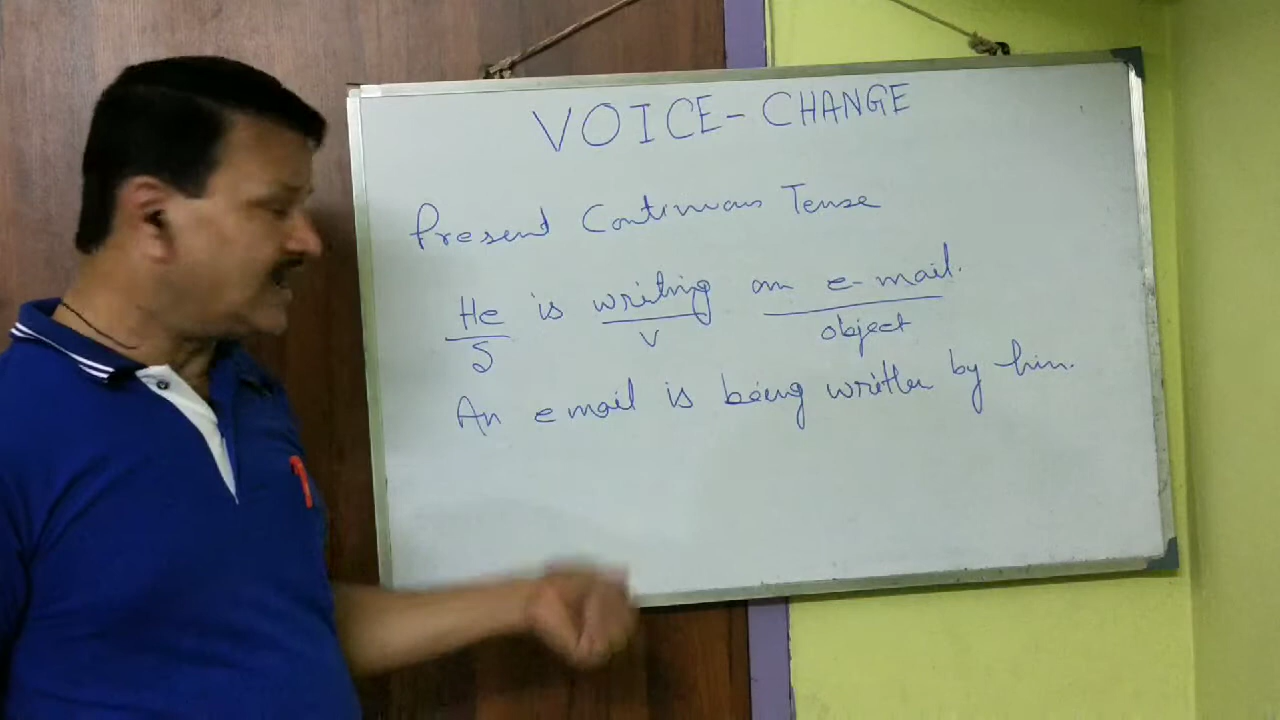 VOICE-CHANGE
Present Continuous Tense
He is writing an e-mail.
S V object
An email is being written by him.